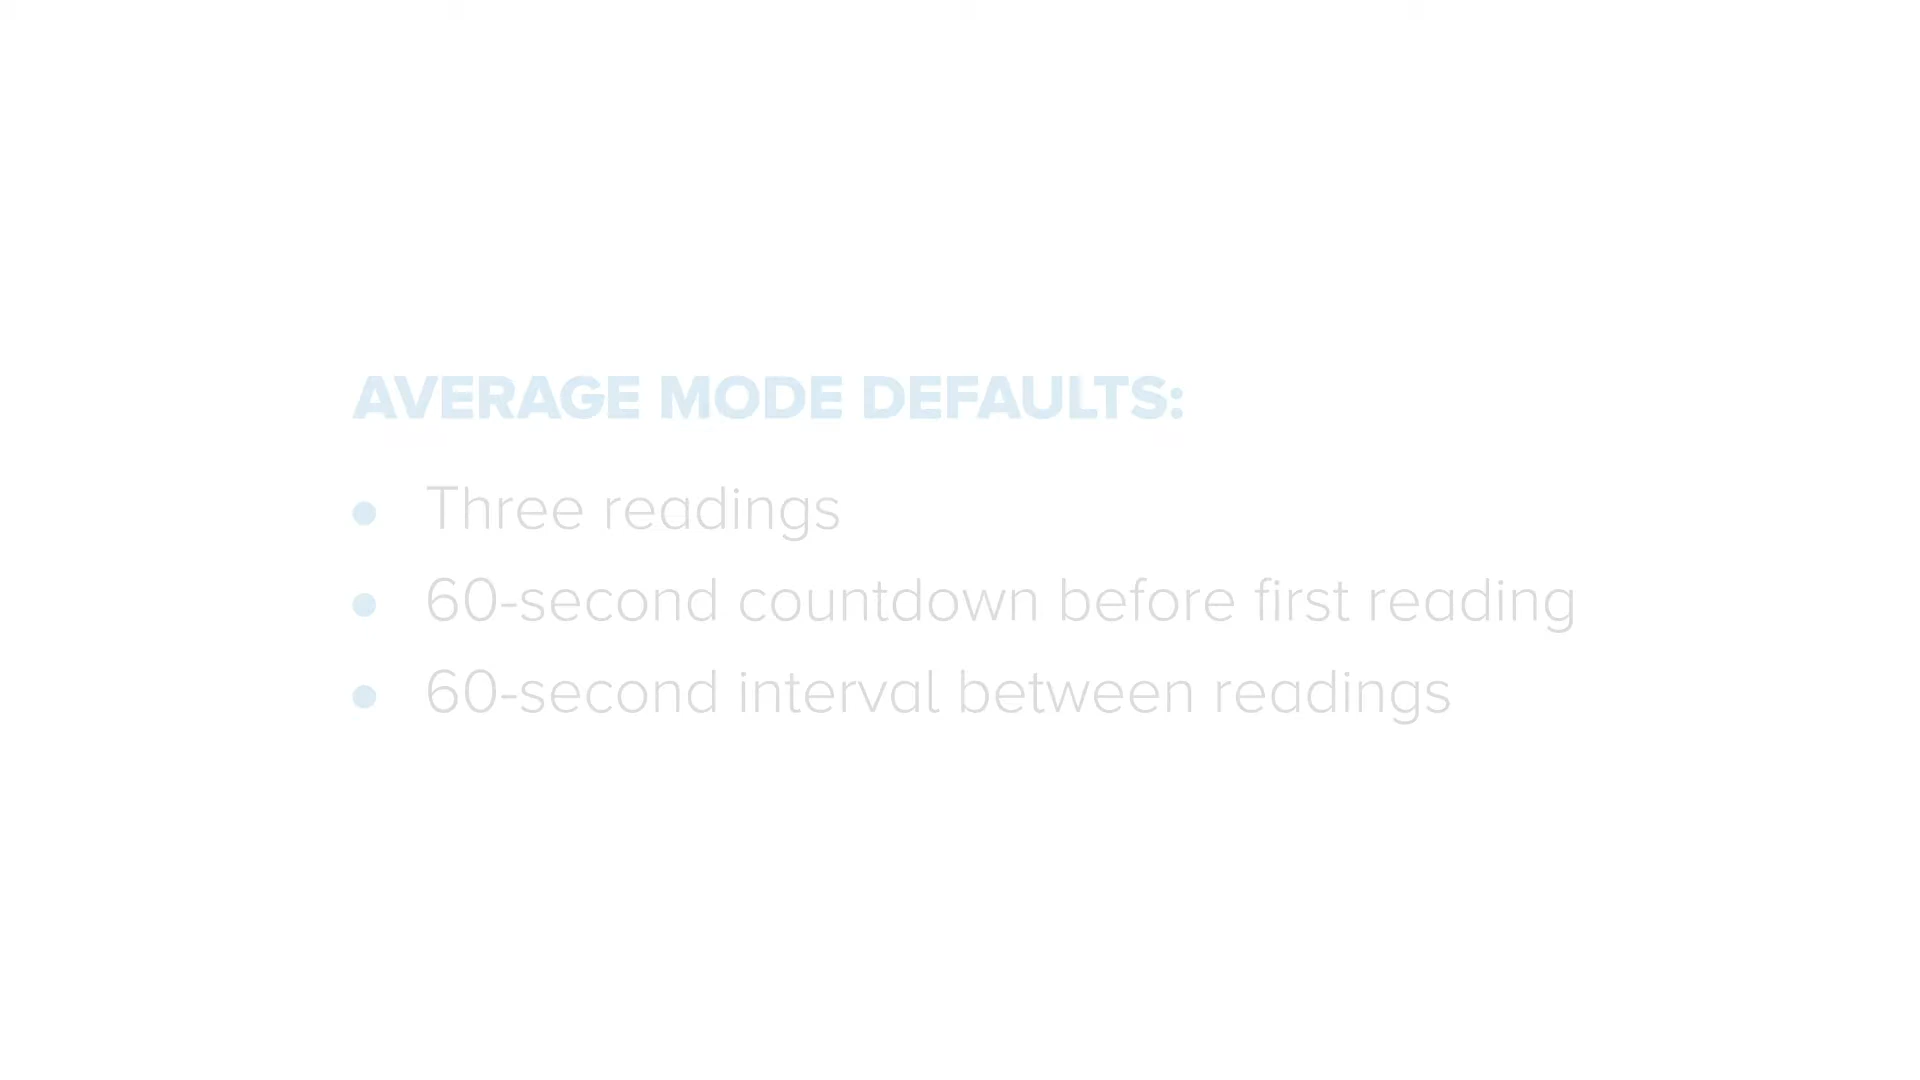 AVERAGE MODE DEFAULTS:
• Three readings
• 60-second countdown before first reading
• 60-second interval between readings